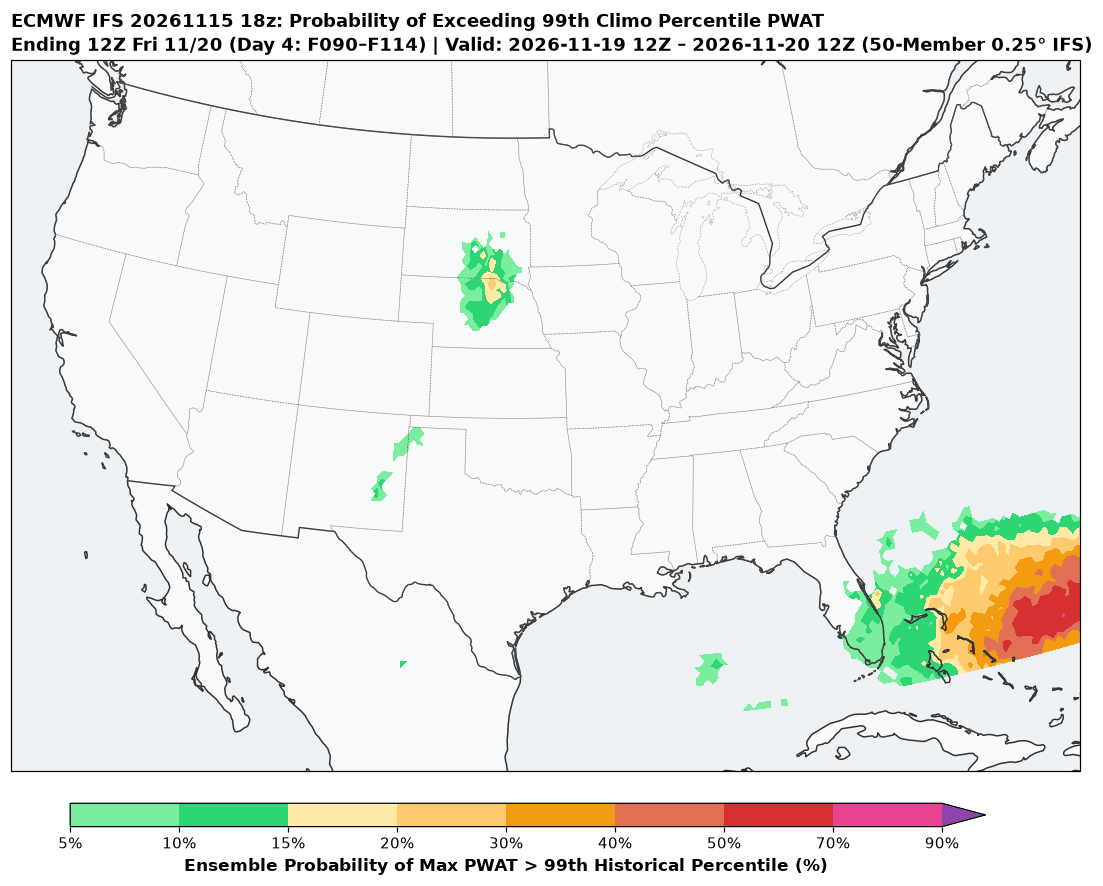 ECMWF IFS 20261115 18z: Probability of Exceeding 99th Climo Percentile PWAT
Ending 12Z Fri 11/20 (Day 4: F090–F114) | Valid: 2026-11-19 12Z – 2026-11-20 12Z (50-Member 0.25° IFS)
5% 10% 15% 20% 30% 40% 50% 70% 90%
Ensemble Probability of Max PWAT > 99th Historical Percentile (%)